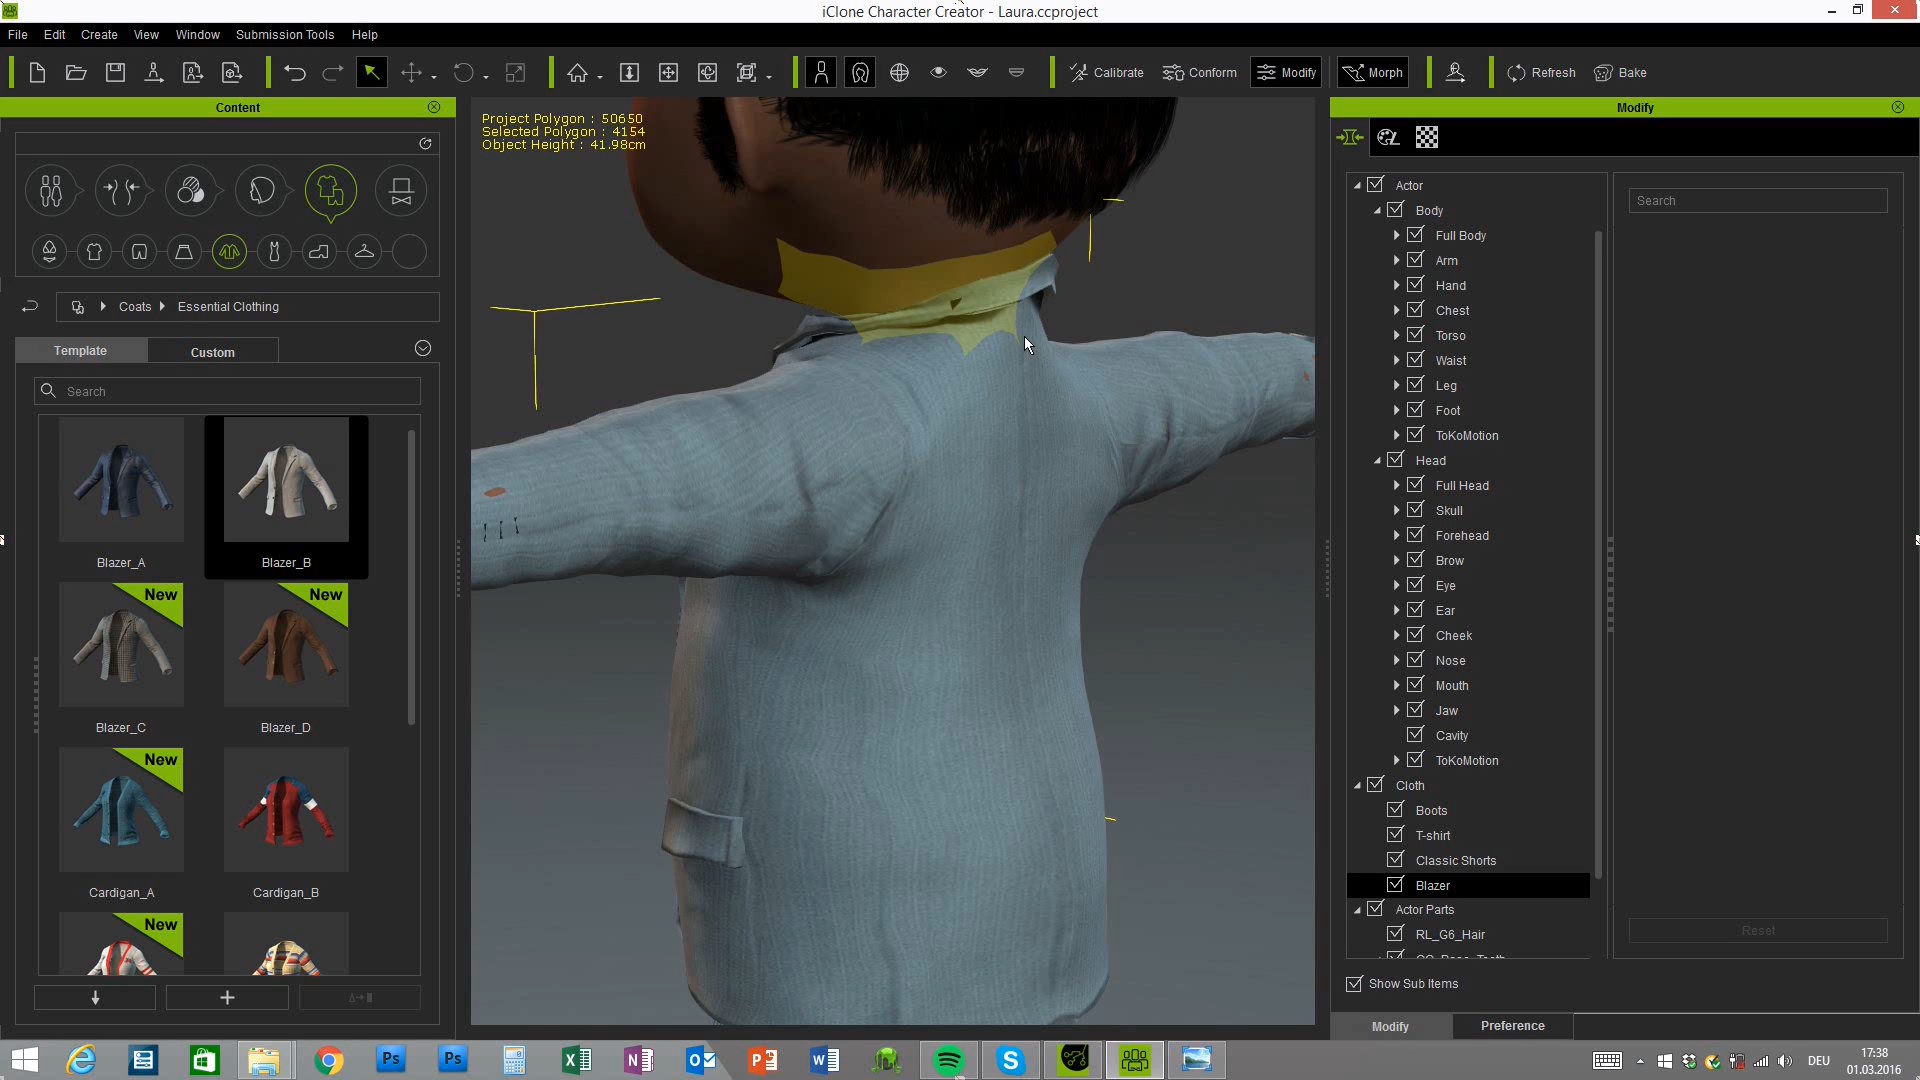 iClone Character Creator - Laura.ccproject
File Edit Create View Window Submission Tools Help
Calibrate Conform Modify Morph Refresh Bake
Content
Coats Essential Clothing
Template Custom
Search
Blazer_A Blazer_B
New New
Blazer_C Blazer_D
New
Cardigan_A Cardigan_B
New
Project Polygon : 50650
Selected Polygon : 4154
Object Height : 41.98cm
Modify
Actor
Body
Full Body
Arm
Hand
Chest
Torso
Waist
Leg
Foot
ToKoMotion
Head
Full Head
Skull
Forehead
Brow
Eye
Ear
Cheek
Nose
Mouth
Jaw
Cavity
ToKoMotion
Cloth
Boots
T-shirt
Classic Shorts
Blazer
Actor Parts
RL_G6_Hair
Search
Reset
Show Sub Items
Modify Preference
Ps Ps
DEU
17:38
01.03.2016